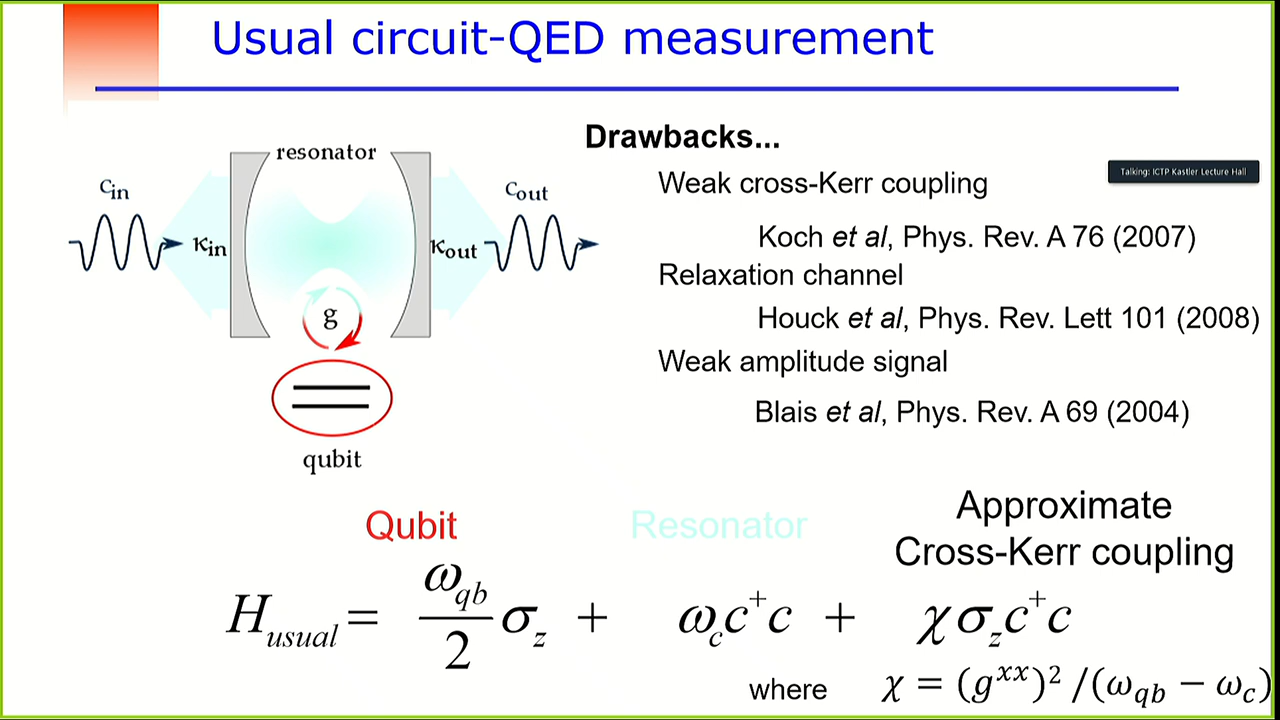 Usual circuit-QED measurement
Drawbacks...
Talking: ICTP Kastler Lecture Hall
resonator
Weak cross-Kerr coupling
c_in
c_out
κ_in
κ_out
Koch et al, Phys. Rev. A 76 (2007)
Relaxation channel
g
Houck et al, Phys. Rev. Lett 101 (2008)
Weak amplitude signal
Blais et al, Phys. Rev. A 69 (2004)
qubit
Qubit
Resonator
Approximate
Cross-Kerr coupling
H_usual = ω_qb/2 σ_z + ω_c c⁺c + χσ_z c⁺c
where χ = (g^xx)² /(ω_qb − ω_c)